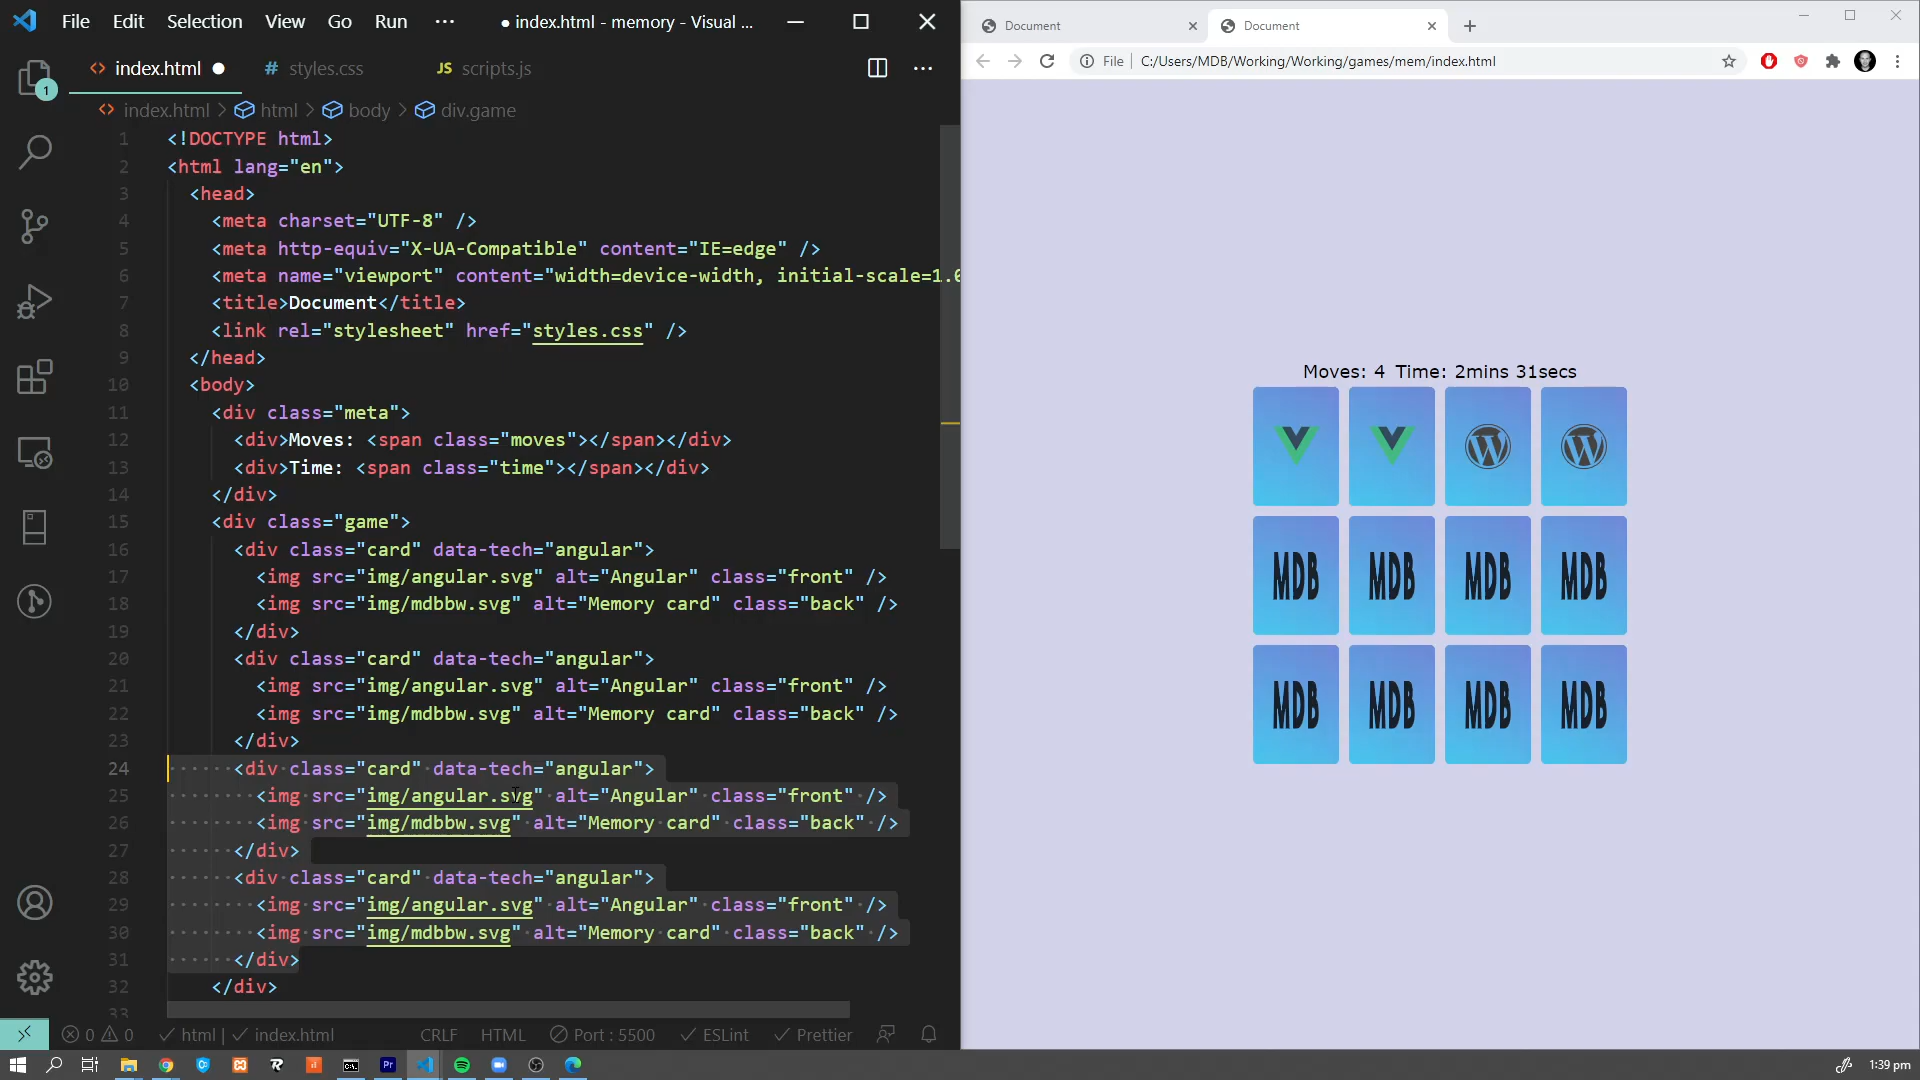 File Edit Selection View Go Run ··· ● index.html - memory - Visual ...
index.html ● # styles.css JS scripts.js
1
index.html > html > body > div.game
1 <!DOCTYPE html>
2 <html lang="en">
3 <head>
4 <meta charset="UTF-8" />
5 <meta http-equiv="X-UA-Compatible" content="IE=edge" />
6 <meta name="viewport" content="width=device-width, initial-scale=1.0
7 <title>Document</title>
8 <link rel="stylesheet" href="styles.css" />
9 </head>
10 <body>
11 <div class="meta">
12 <div>Moves: <span class="moves"></span></div>
13 <div>Time: <span class="time"></span></div>
14 </div>
15 <div class="game">
16 <div class="card" data-tech="angular">
17 <img src="img/angular.svg" alt="Angular" class="front" />
18 <img src="img/mdbbw.svg" alt="Memory card" class="back" />
19 </div>
20 <div class="card" data-tech="angular">
21 <img src="img/angular.svg" alt="Angular" class="front" />
22 <img src="img/mdbbw.svg" alt="Memory card" class="back" />
23 </div>
24 <div class="card" data-tech="angular">
25 <img src="img/angular.svg" alt="Angular" class="front" />
26 <img src="img/mdbbw.svg" alt="Memory card" class="back" />
27 </div>
28 <div class="card" data-tech="angular">
29 <img src="img/angular.svg" alt="Angular" class="front" />
30 <img src="img/mdbbw.svg" alt="Memory card" class="back" />
31 </div>
32 </div>
33
0 0 html | index.html CRLF HTML Port : 5500 ESLint Prettier
Document Document
File C:/Users/MDB/Working/Working/games/mem/index.html
Moves: 4 Time: 2mins 31secs
MDB MDB MDB MDB
MDB MDB MDB MDB
Pr 1:39 pm